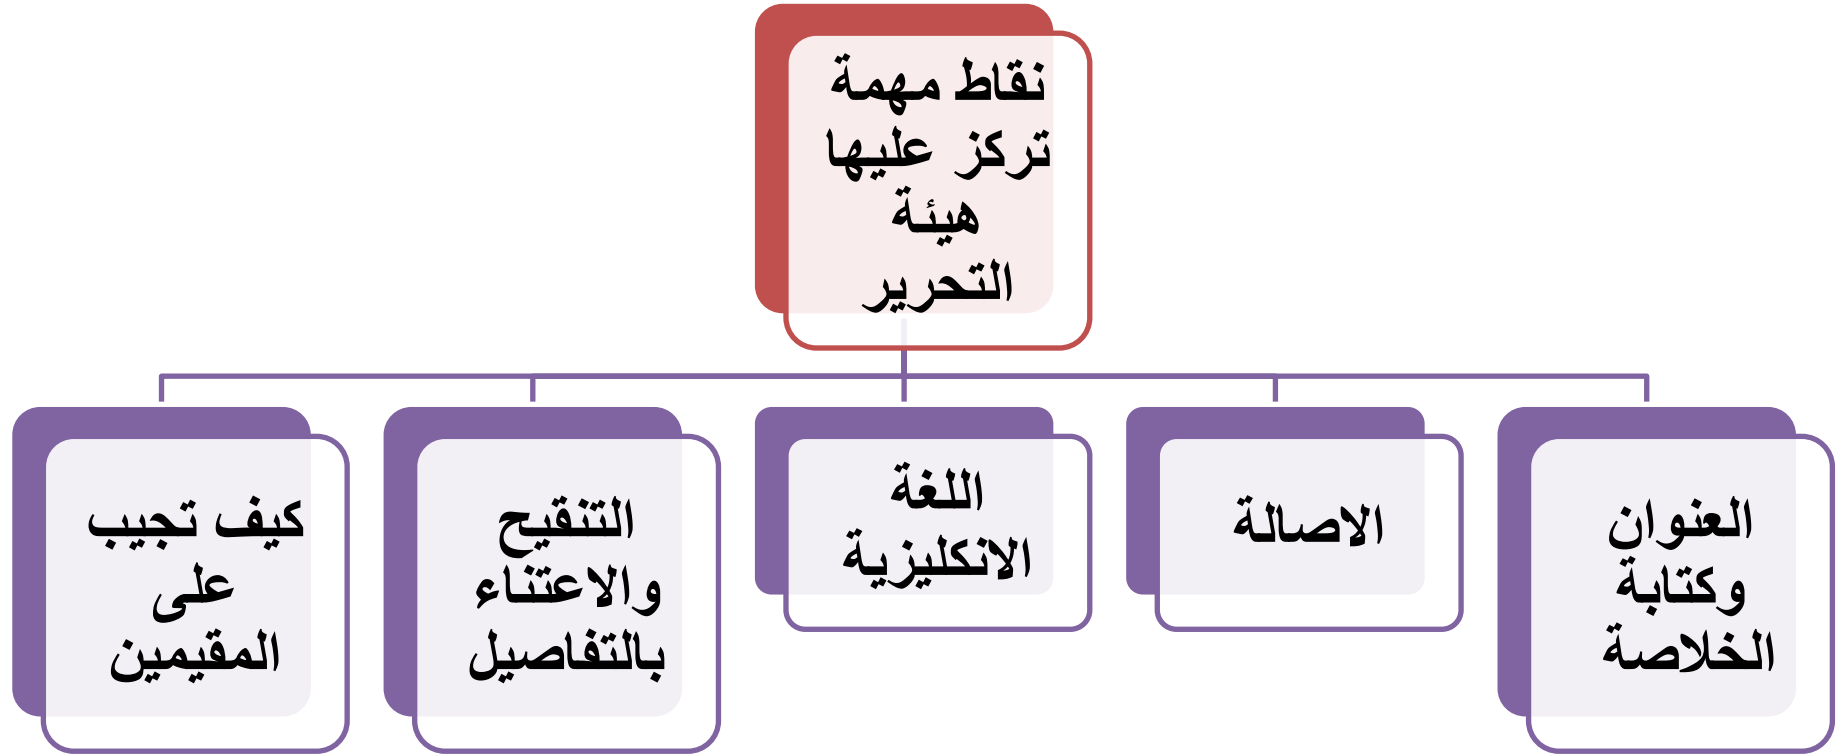 نقاط مهمة
تركز عليها
هيئة
التحرير
العنوان
وكتابة
الخلاصة
الاصالة
اللغة
الانكليزية
التنقيح
والاعتناء
بالتفاصيل
كيف تجيب
على
المقيمين